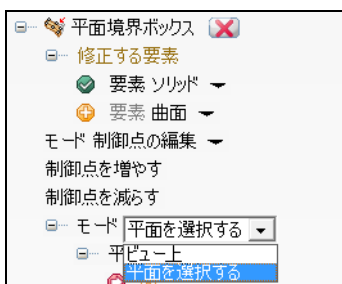 平面境界ボックス
修正する要素
要素 ソリッド
要素 曲面
モード 制御点の編集
制御点を増やす
制御点を減らす
モード 平面を選択する
平
ビュー上
平面を選択する